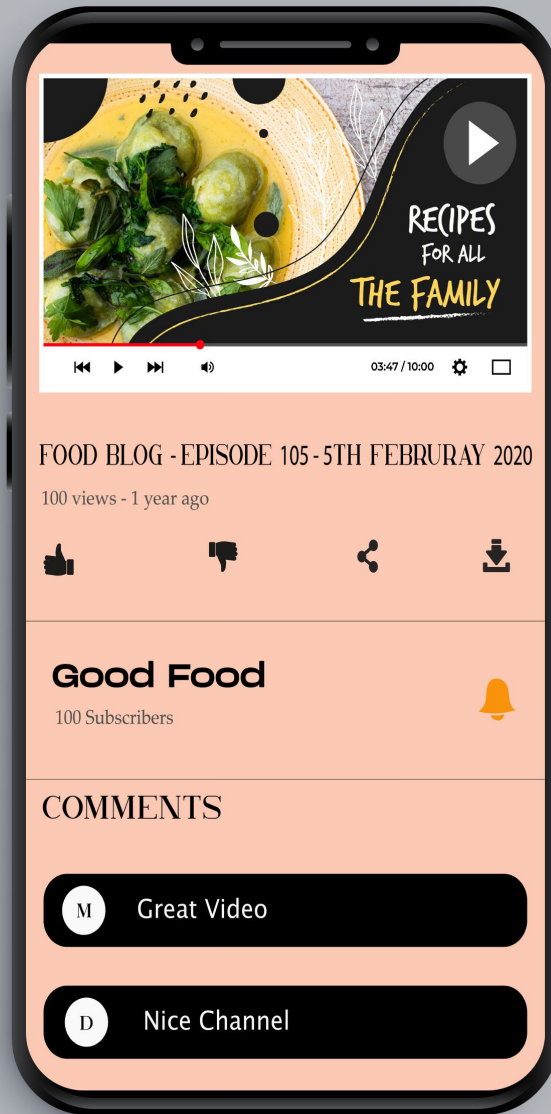 RECIPES
FOR ALL
THE FAMILY
03:47 / 10:00
FOOD BLOG - EPISODE 105 - 5TH FEBRURAY 2020
100 views - 1 year ago
Good Food
100 Subscribers
COMMENTS
M Great Video
D Nice Channel